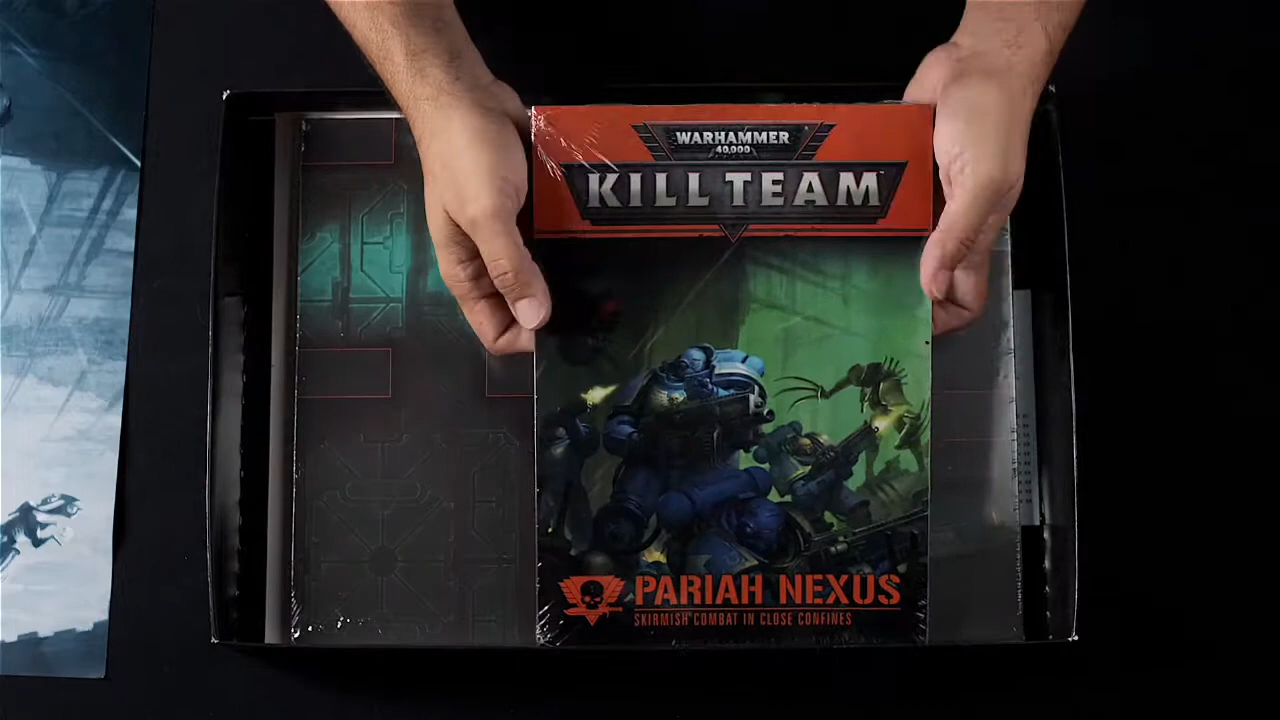 WARHAMMER
40,000
KILL TEAM
PARIAH NEXUS
SKIRMISH COMBAT IN CLOSE CONFINES